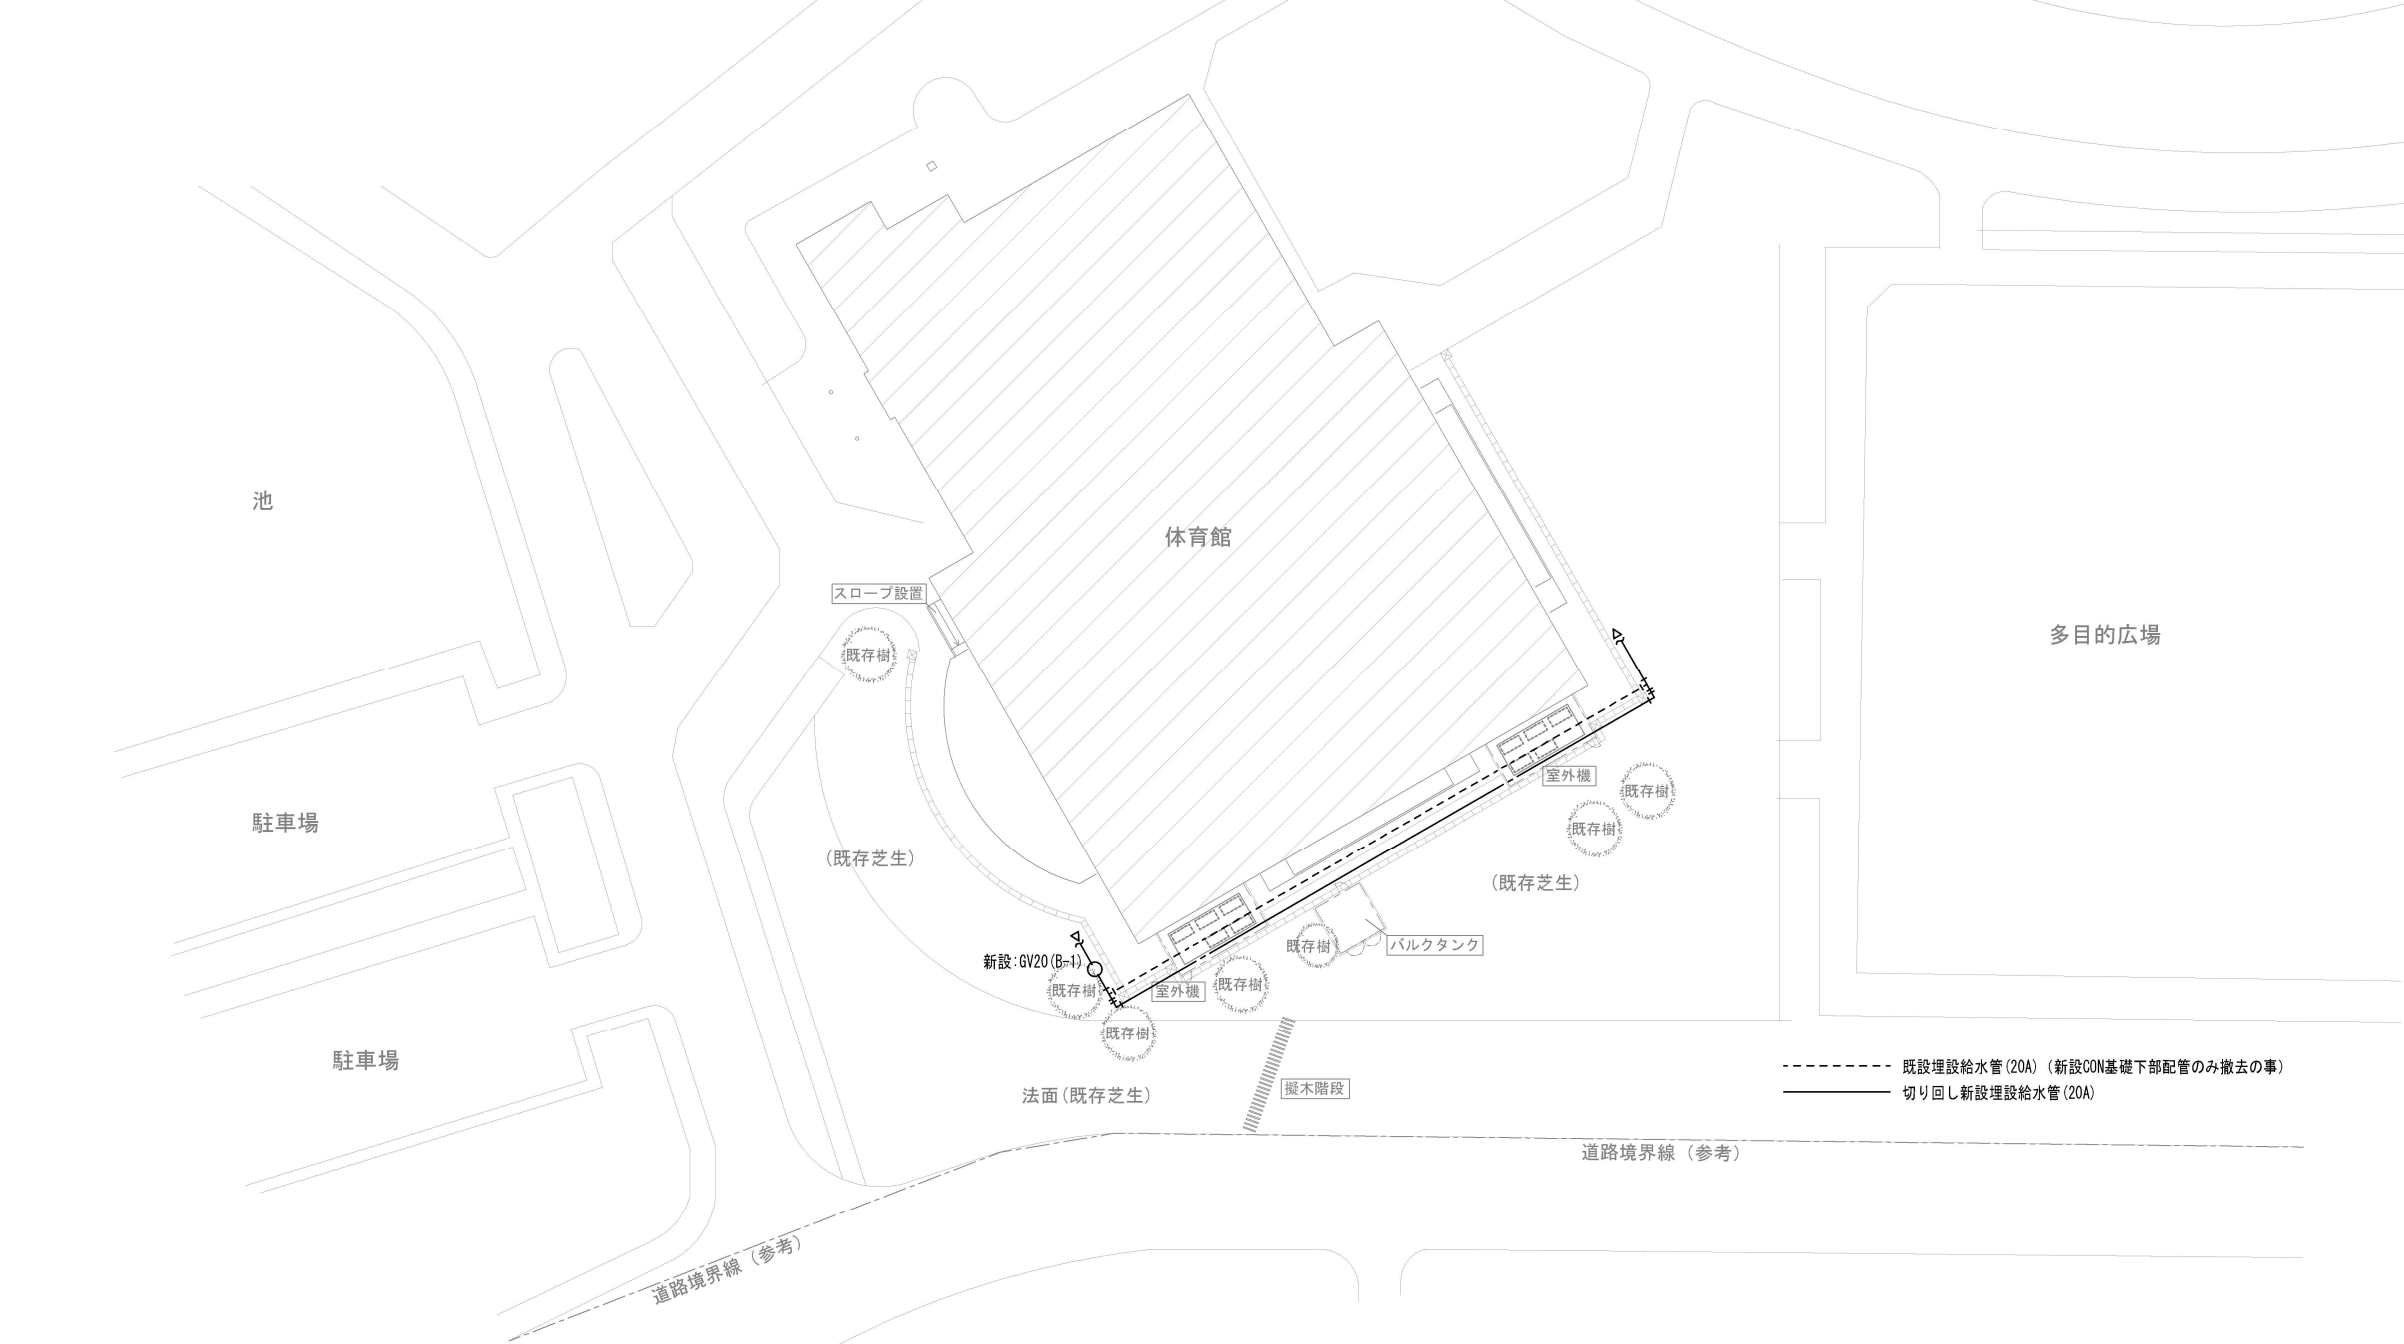 池
体育館
スロープ設置
多目的広場
既存樹
室外機
既存樹
駐車場
既存樹
(既存芝生)
(既存芝生)
既存樹
バルクタンク
新設:GV20(B-1)
既存樹
室外機
既存樹
既存樹
駐車場
擬木階段
法面(既存芝生)
既設埋設給水管(20A)(新設CON基礎下部配管のみ撤去の事)
切り回し新設埋設給水管(20A)
道路境界線(参考)
道路境界線(参考)